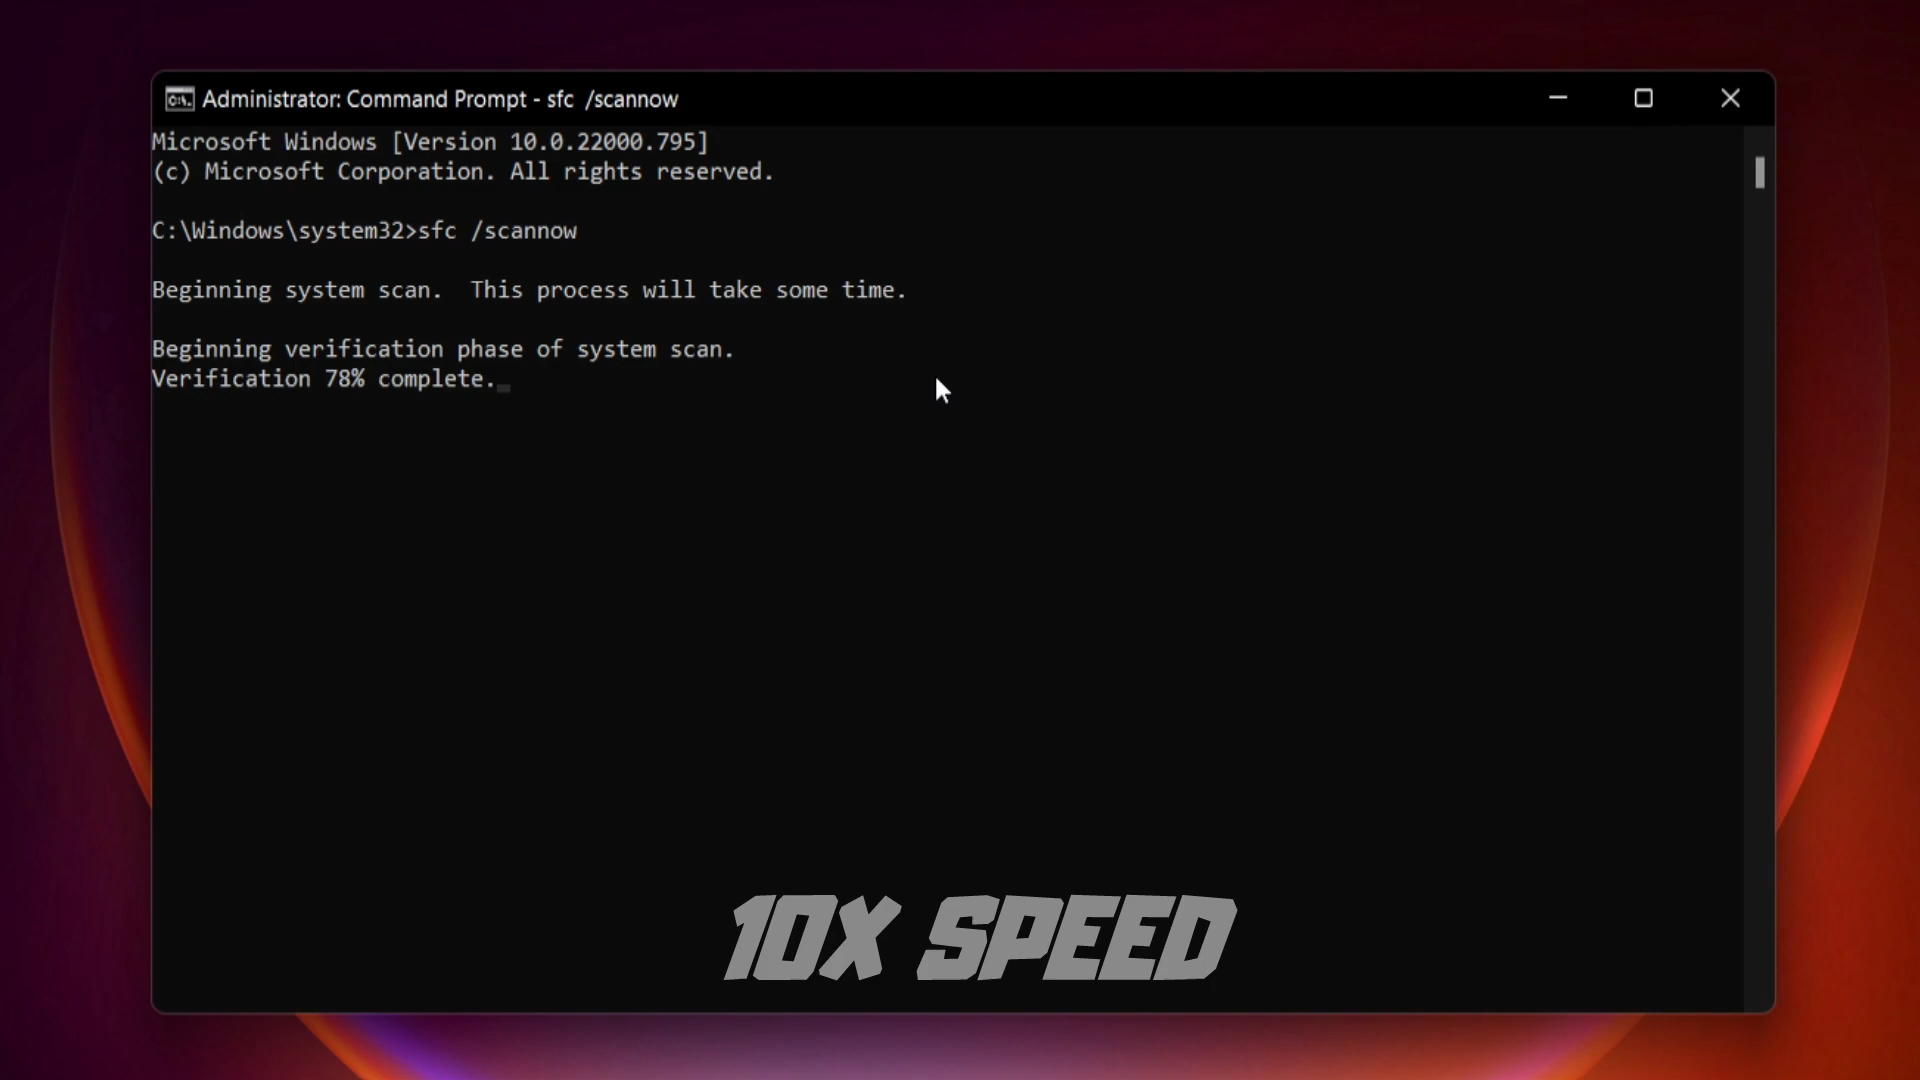 Administrator: Command Prompt - sfc  /scannow
Microsoft Windows [Version 10.0.22000.795]
(c) Microsoft Corporation. All rights reserved.
C:\Windows\system32>sfc /scannow
Beginning system scan.  This process will take some time.
Beginning verification phase of system scan.
Verification 78% complete.
10X SPEED